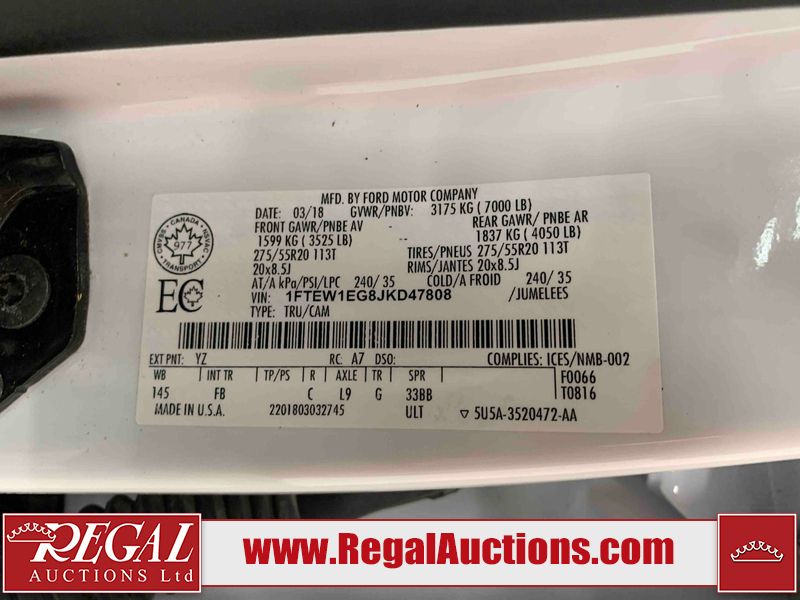 MFD. BY FORD MOTOR COMPANY
DATE: 03/18 GVWR/PNBV: 3175 KG ( 7000 LB)
FRONT GAWR/PNBE AV REAR GAWR/ PNBE AR
1599 KG ( 3525 LB) 1837 KG ( 4050 LB)
275/55R20 113T TIRES/PNEUS 275/55R20 113T
20x8.5J RIMS/JANTES 20x8.5J
AT/A kPa/PSI/LPC 240/ 35 COLD/A FROID 240/ 35
VIN: 1FTEW1EG8JKD47808 /JUMELEES
TYPE: TRU/CAM
CANADA
977
TRANSPORT
EC
EXT PNT: YZ RC: A7 DSO: COMPLIES: ICES/NMB-002
WB INT TR TP/PS R AXLE TR SPR F0066
145 FB C L9 G 33BB T0816
MADE IN U.S.A. 2201803032745 ULT ▽ 5U5A-3520472-AA
REGAL
AUCTIONS Ltd
www.RegalAuctions.com